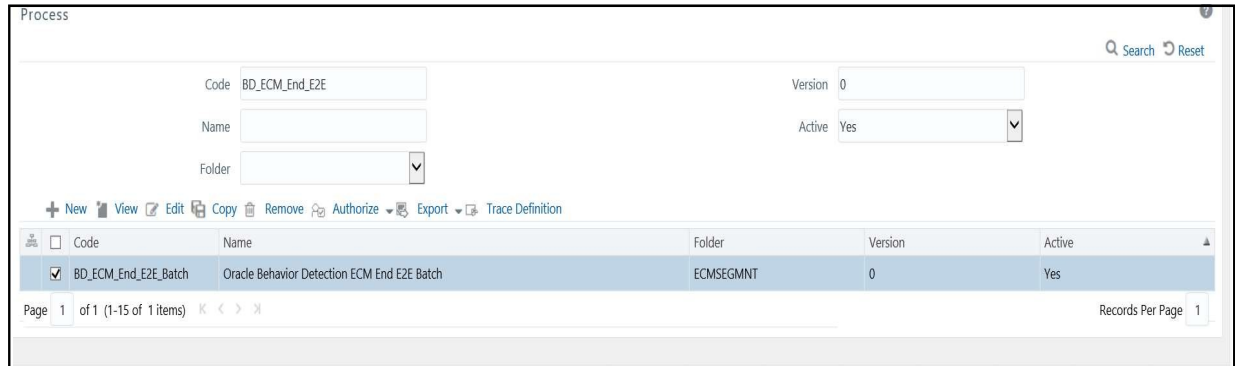 Process
Search Reset
Code BD_ECM_End_E2E Version 0
Name Active Yes
Folder
New View Edit Copy Remove Authorize Export Trace Definition
Code Name Folder Version Active
BD_ECM_End_E2E_Batch Oracle Behavior Detection ECM End E2E Batch ECMSEGMNT 0 Yes
Page 1 of 1 (1-15 of 1 items) Records Per Page 1